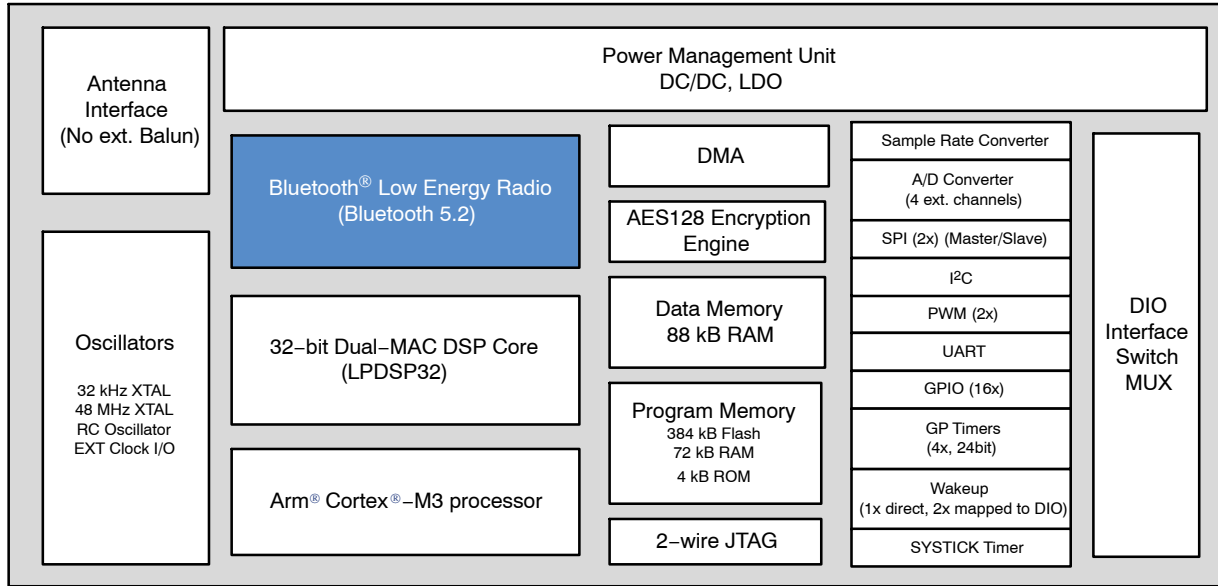 Antenna
Interface
(No ext. Balun)
Power Management Unit
DC/DC, LDO
Bluetooth® Low Energy Radio
(Bluetooth 5.2)
DMA
AES128 Encryption
Engine
Sample Rate Converter
A/D Converter
(4 ext. channels)
SPI (2x) (Master/Slave)
I²C
PWM (2x)
UART
GPIO (16x)
GP Timers
(4x, 24bit)
Wakeup
(1x direct, 2x mapped to DIO)
SYSTICK Timer
DIO
Interface
Switch
MUX
Oscillators
32 kHz XTAL
48 MHz XTAL
RC Oscillator
EXT Clock I/O
32−bit Dual−MAC DSP Core
(LPDSP32)
Data Memory
88 kB RAM
Program Memory
384 kB Flash
72 kB RAM
4 kB ROM
Arm® Cortex®−M3 processor
2−wire JTAG